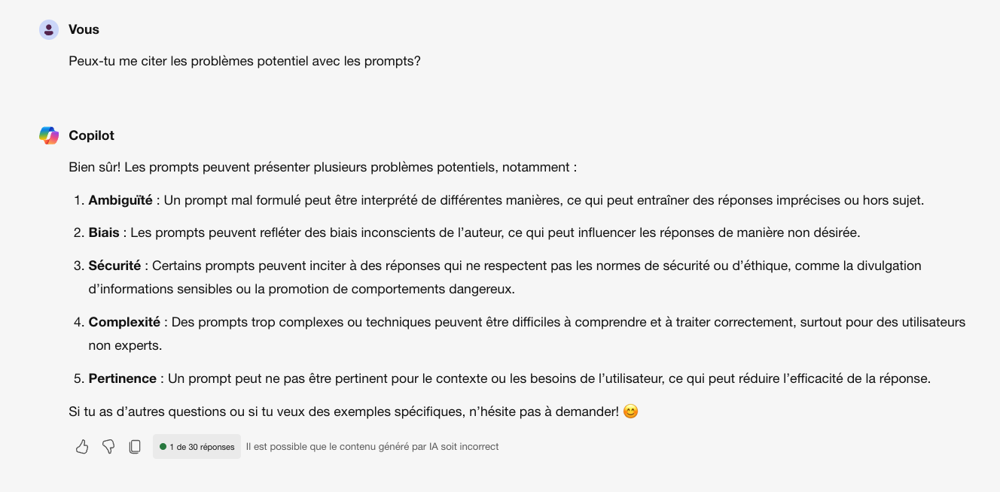 Vous
Peux-tu me citer les problèmes potentiel avec les prompts?
Copilot
Bien sûr! Les prompts peuvent présenter plusieurs problèmes potentiels, notamment :
1. Ambiguïté : Un prompt mal formulé peut être interprété de différentes manières, ce qui peut entraîner des réponses imprécises ou hors sujet.
2. Biais : Les prompts peuvent refléter des biais inconscients de l’auteur, ce qui peut influencer les réponses de manière non désirée.
3. Sécurité : Certains prompts peuvent inciter à des réponses qui ne respectent pas les normes de sécurité ou d’éthique, comme la divulgation
d’informations sensibles ou la promotion de comportements dangereux.
4. Complexité : Des prompts trop complexes ou techniques peuvent être difficiles à comprendre et à traiter correctement, surtout pour des utilisateurs
non experts.
5. Pertinence : Un prompt peut ne pas être pertinent pour le contexte ou les besoins de l’utilisateur, ce qui peut réduire l’efficacité de la réponse.
Si tu as d’autres questions ou si tu veux des exemples spécifiques, n’hésite pas à demander! 😊
1 de 30 réponses Il est possible que le contenu généré par IA soit incorrect